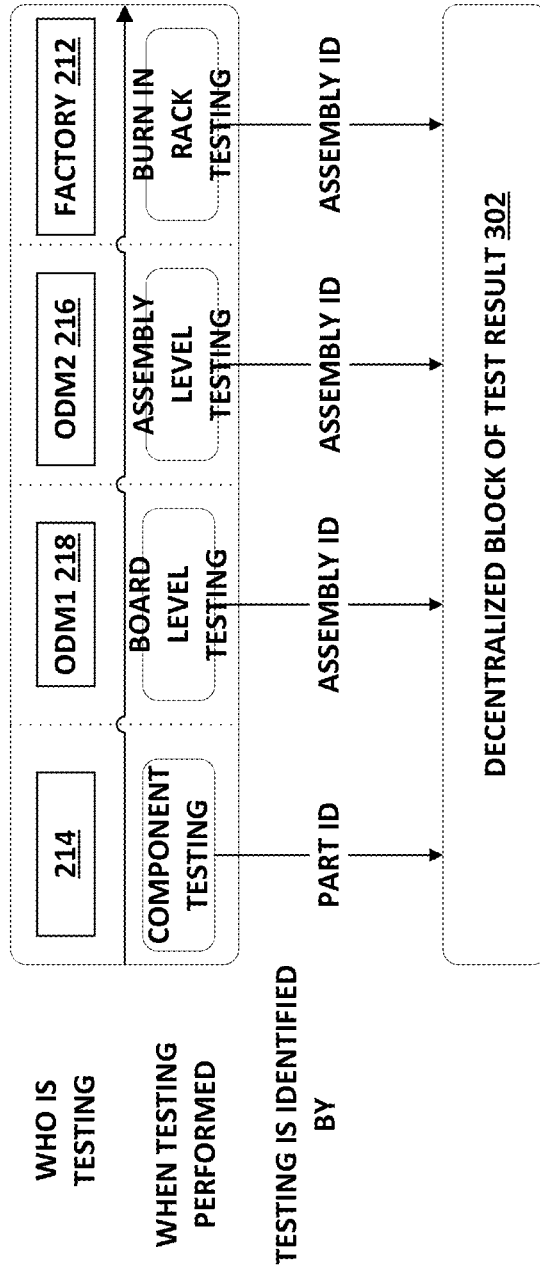 WHO IS
TESTING
214
ODM1 218
ODM2 216
FACTORY 212
WHEN TESTING
PERFORMED
COMPONENT
TESTING
BOARD
LEVEL
TESTING
ASSEMBLY
LEVEL
TESTING
BURN IN
RACK
TESTING
TESTING IS IDENTIFIED
BY
PART ID
ASSEMBLY ID
ASSEMBLY ID
ASSEMBLY ID
DECENTRALIZED BLOCK OF TEST RESULT 302